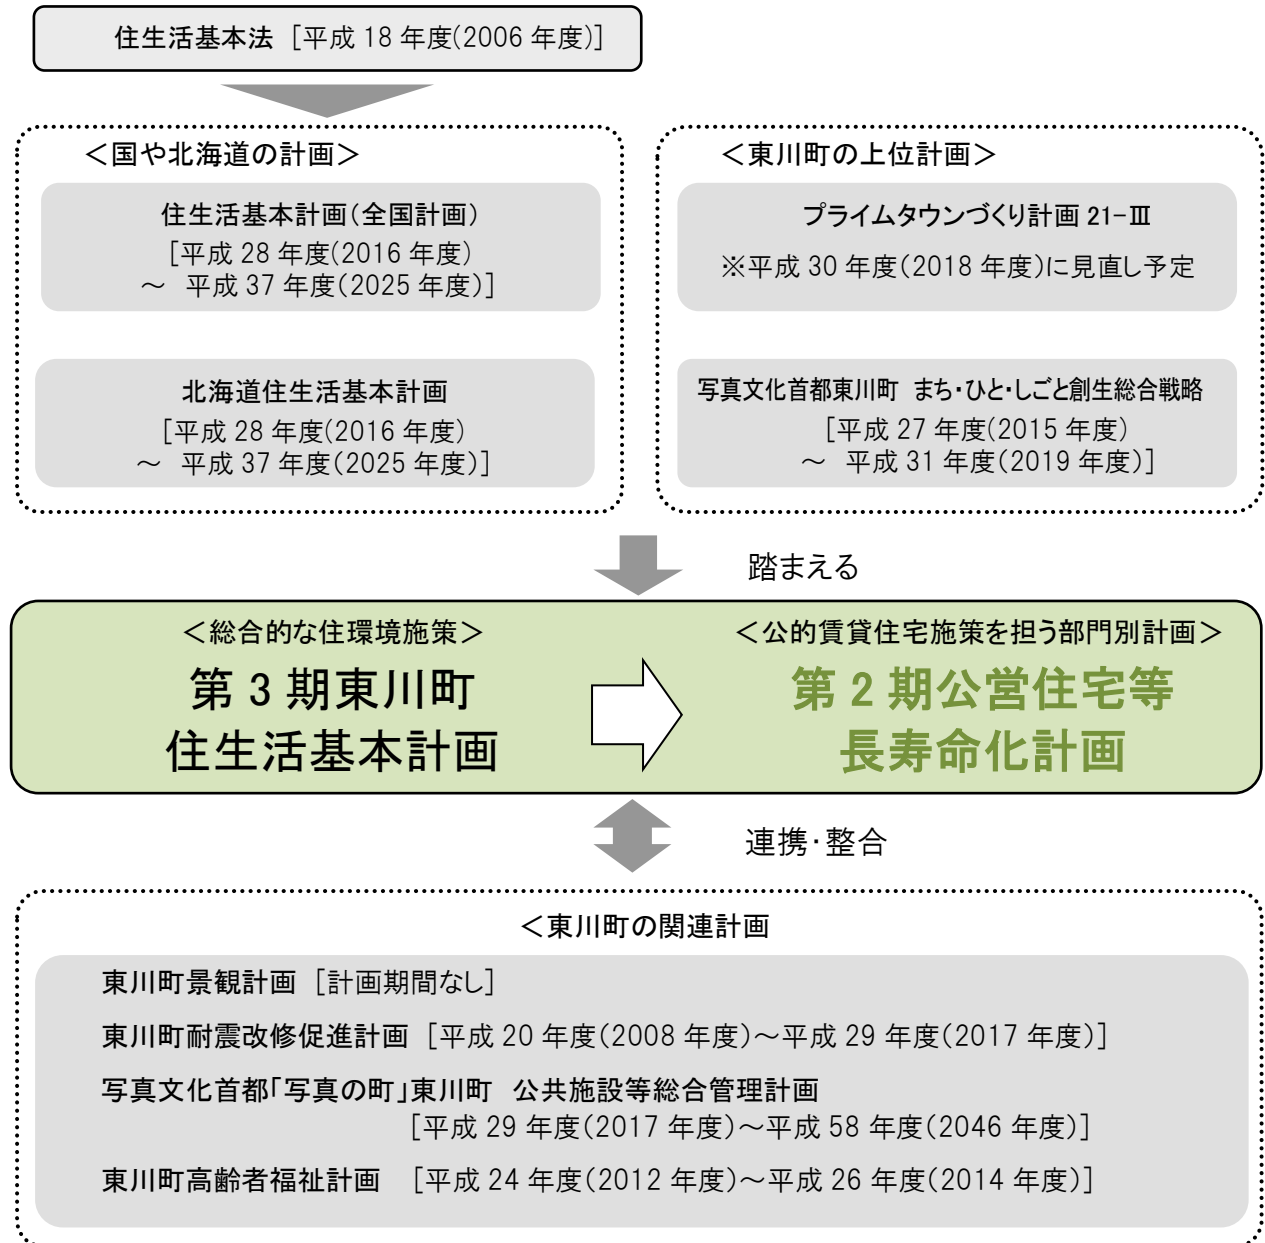 住生活基本法 [平成 18 年度(2006 年度)]
＜国や北海道の計画＞
住生活基本計画(全国計画)
[平成 28 年度(2016 年度)
～ 平成 37 年度(2025 年度)]
北海道住生活基本計画
[平成 28 年度(2016 年度)
～ 平成 37 年度(2025 年度)]
＜東川町の上位計画＞
プライムタウンづくり計画 21-Ⅲ
※平成 30 年度(2018 年度)に見直し予定
写真文化首都東川町 まち・ひと・しごと創生総合戦略
[平成 27 年度(2015 年度)
～ 平成 31 年度(2019 年度)]
踏まえる
＜総合的な住環境施策＞
第 3 期東川町
住生活基本計画
＜公的賃貸住宅施策を担う部門別計画＞
第 2 期公営住宅等
長寿命化計画
連携・整合
＜東川町の関連計画
東川町景観計画 [計画期間なし]
東川町耐震改修促進計画 [平成 20 年度(2008 年度)～平成 29 年度(2017 年度)]
写真文化首都「写真の町」東川町 公共施設等総合管理計画
[平成 29 年度(2017 年度)～平成 58 年度(2046 年度)]
東川町高齢者福祉計画 [平成 24 年度(2012 年度)～平成 26 年度(2014 年度)]